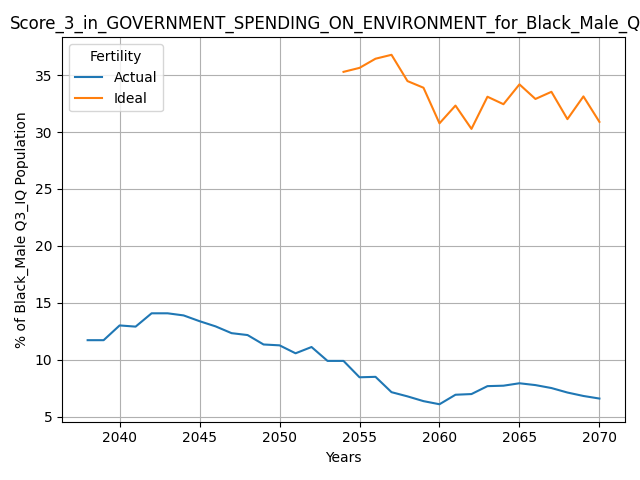 Score_3_in_GOVERNMENT_SPENDING_ON_ENVIRONMENT_for_Black_Male_Q
Fertility
Actual
Ideal
% of Black_Male Q3_IQ Population
35
30
25
20
15
10
5
2040 2045 2050 2055 2060 2065 2070
Years